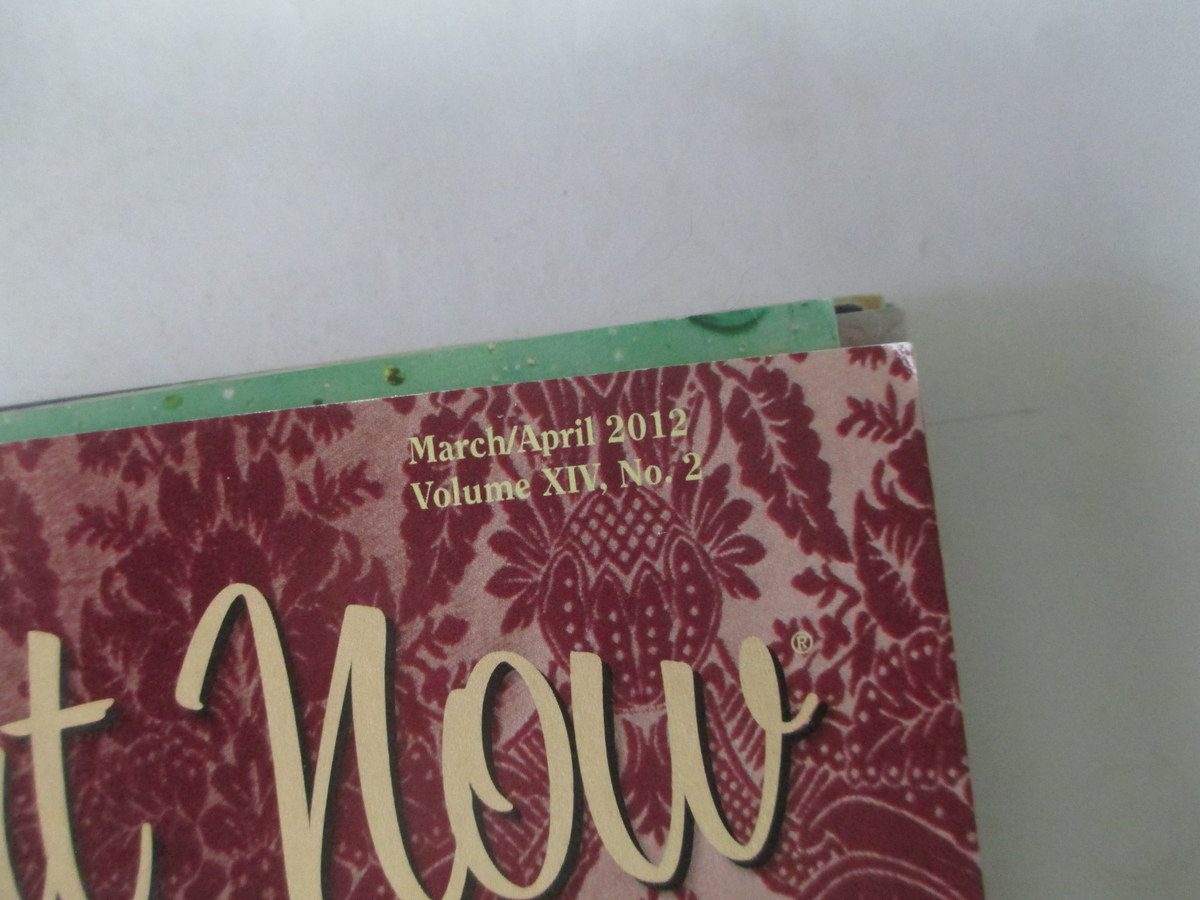 March/April 2012
Volume XIV, No. 2
t Now®